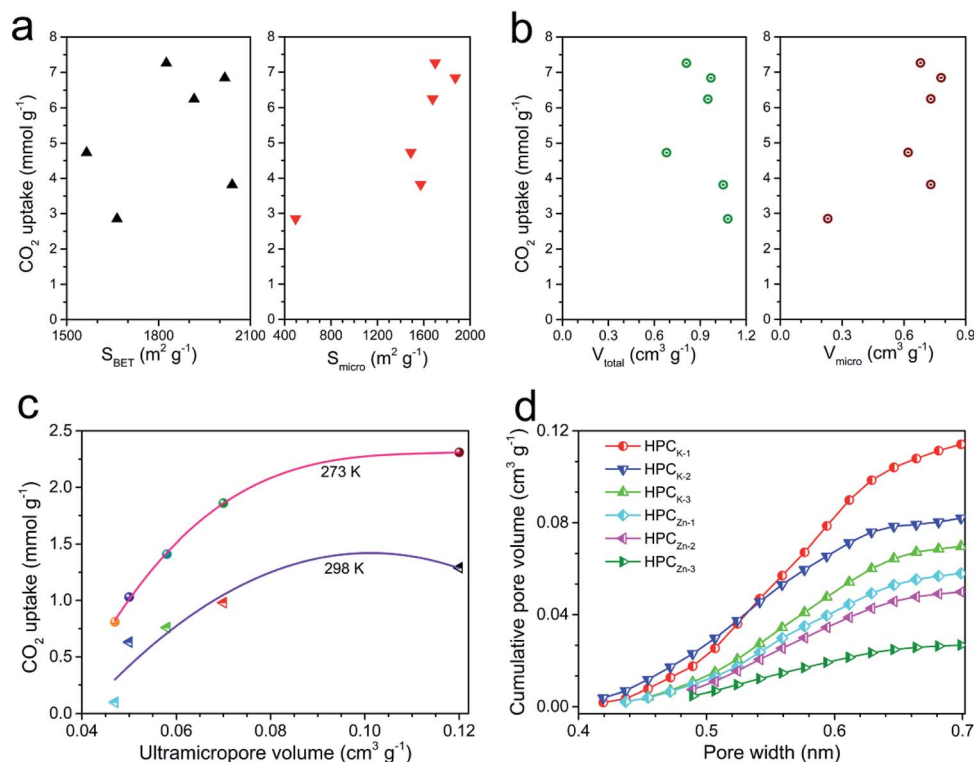 a
b
8
7
6
5
4
3
2
1
0
CO2 uptake (mmol g-1)
1500 1800 2100
SBET (m2 g-1)
8
7
6
5
4
3
2
1
0
400 800 1200 1600 2000
Smicro (m2 g-1)
8
7
6
5
4
3
2
1
0
CO2 uptake (mmol g-1)
0.0 0.3 0.6 0.9 1.2
Vtotal (cm3 g-1)
8
7
6
5
4
3
2
1
0
0.0 0.3 0.6 0.9
Vmicro (cm3 g-1)
c
2.5
2.0
1.5
1.0
0.5
0.0
CO2 uptake (mmol g-1)
273 K
298 K
0.04 0.06 0.08 0.10 0.12
Ultramicropore volume (cm3 g-1)
d
0.12
0.08
0.04
0.00
Cumulative pore volume (cm3 g-1)
HPCK-1
HPCK-2
HPCK-3
HPCZn-1
HPCZn-2
HPCZn-3
0.4 0.5 0.6 0.7
Pore width (nm)